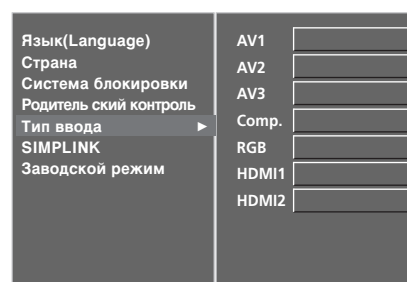 Язык(Language)
Страна
Система блокировки
Родитель ский контроль
Тип ввода ►
SIMPLINK
Заводской режим
AV1
AV2
AV3
Comp.
RGB
HDMI1
HDMI2